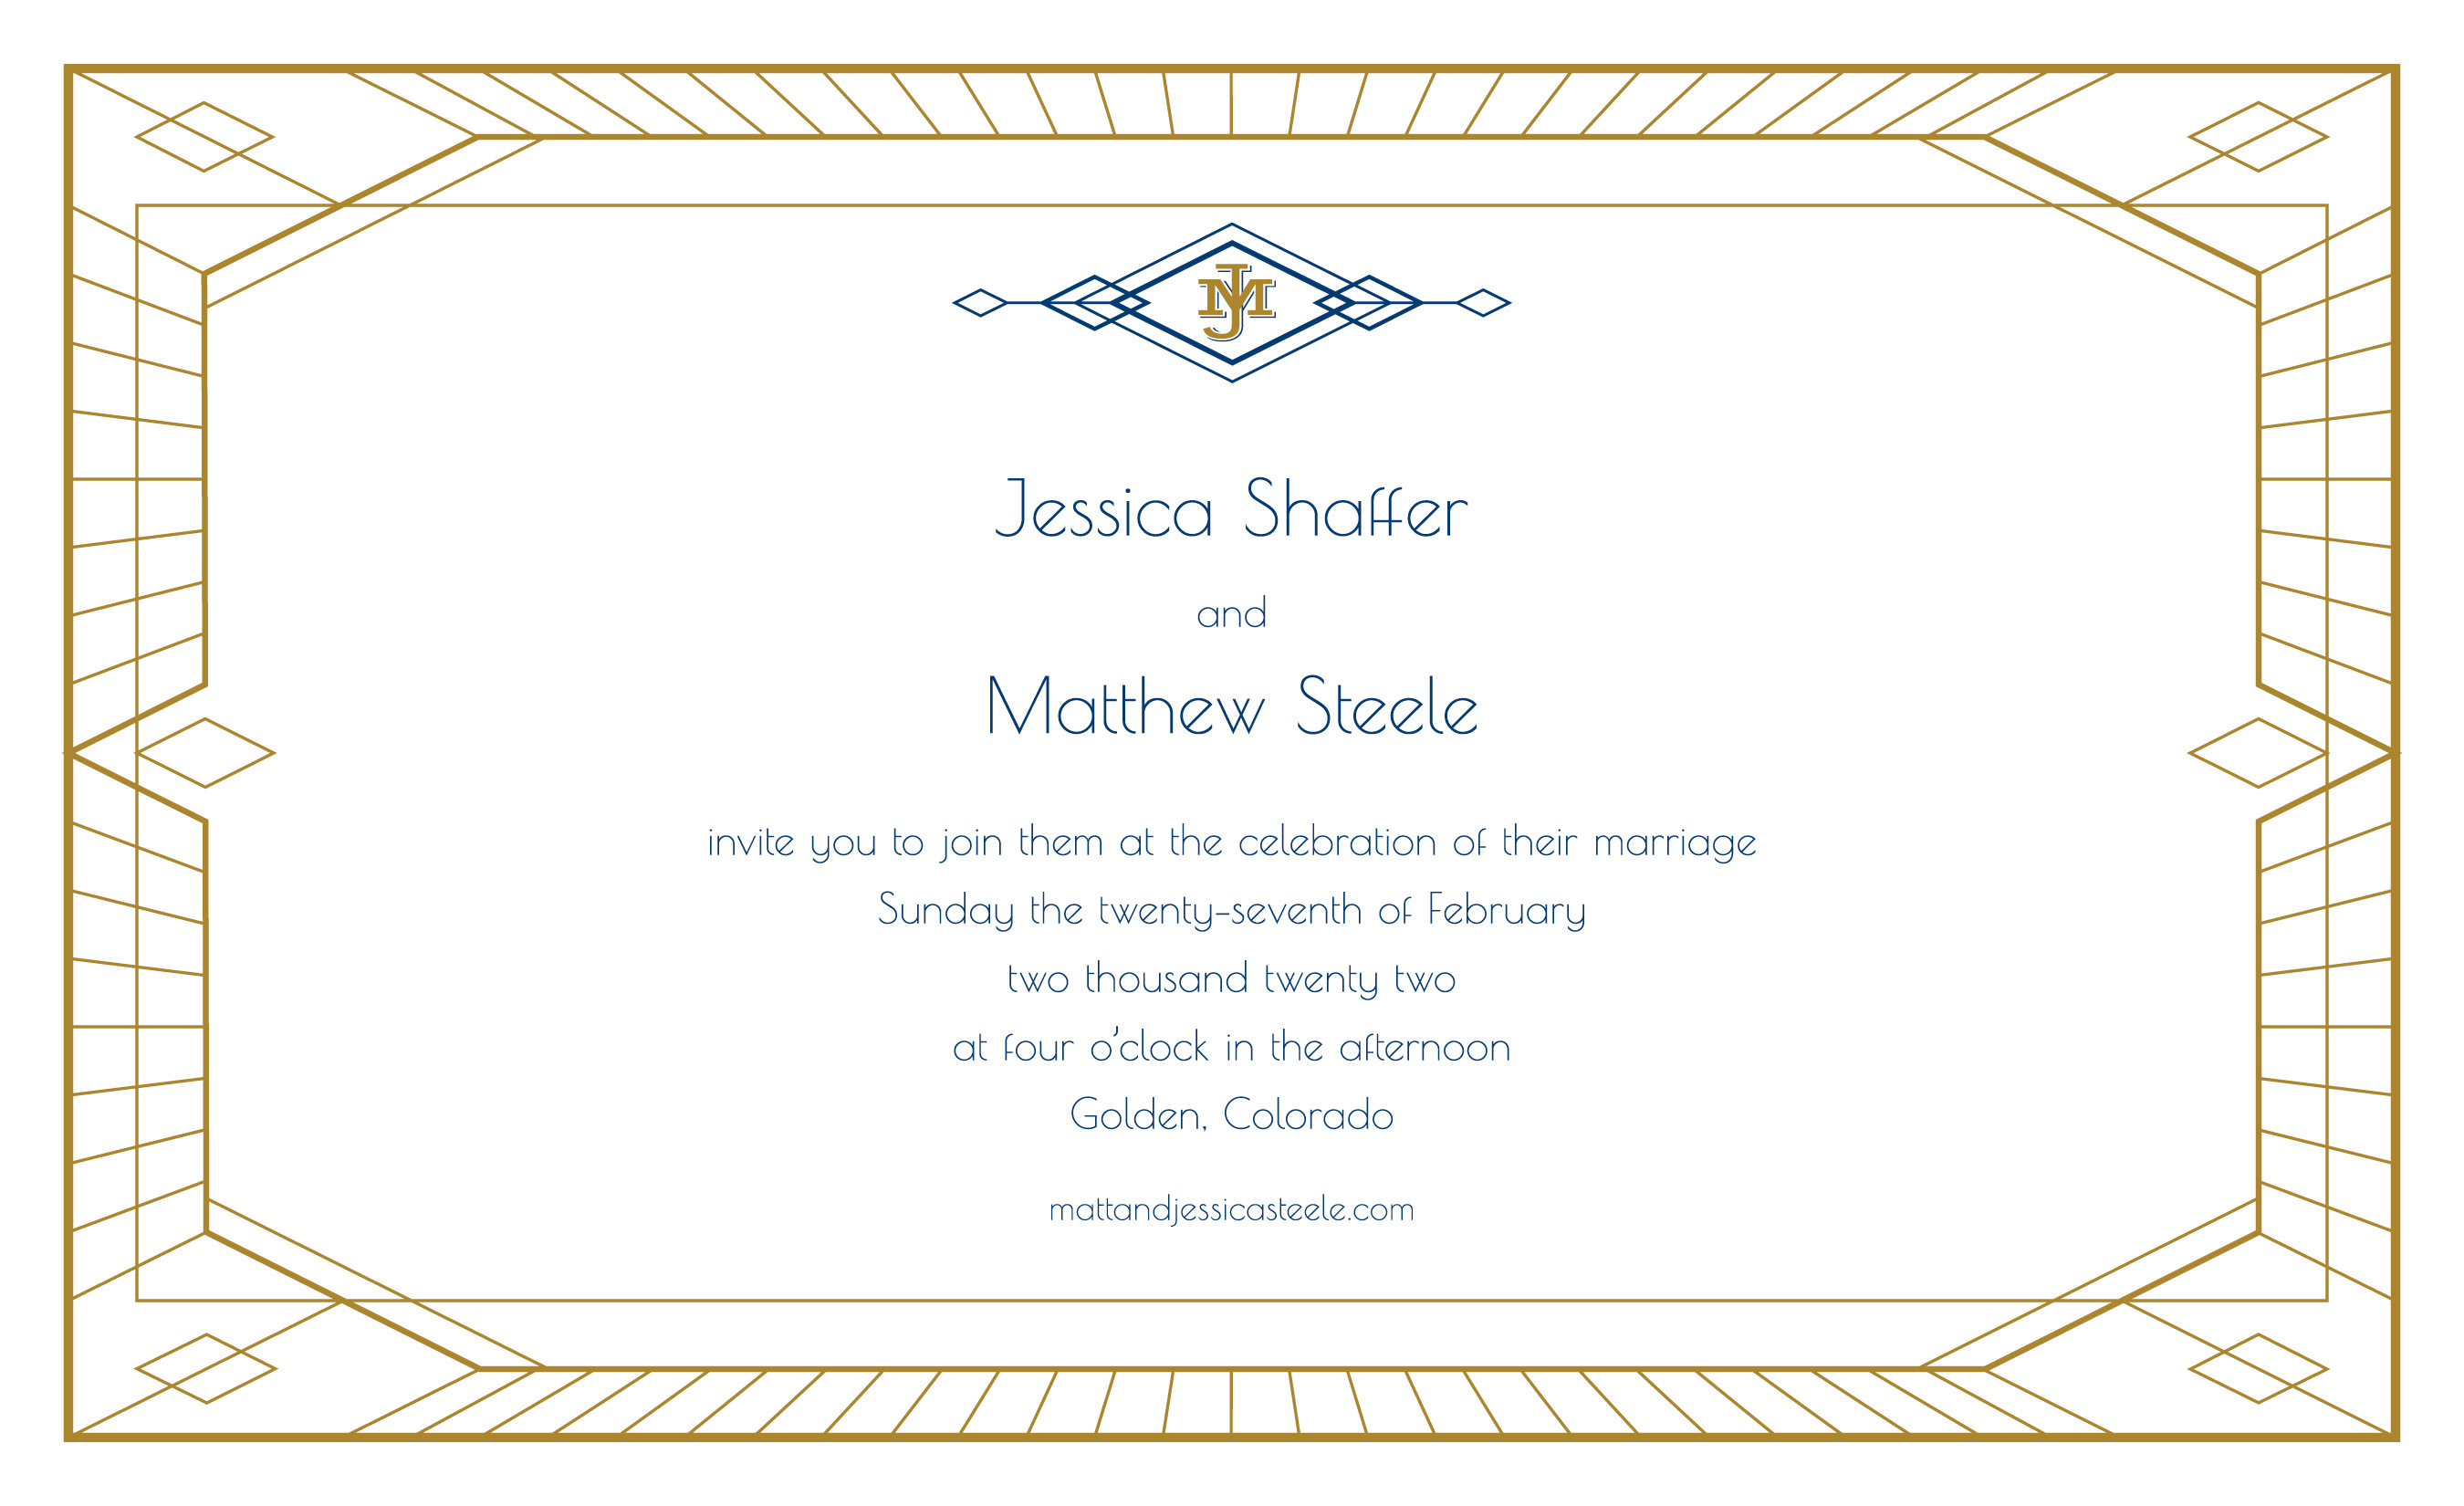 JM
Jessica Shaffer
and
Matthew Steele
invite you to join them at the celebration of their marriage
Sunday the twenty-seventh of February
two thousand twenty two
at four o’clock in the afternoon
Golden, Colorado
mattandjessicasteele.com